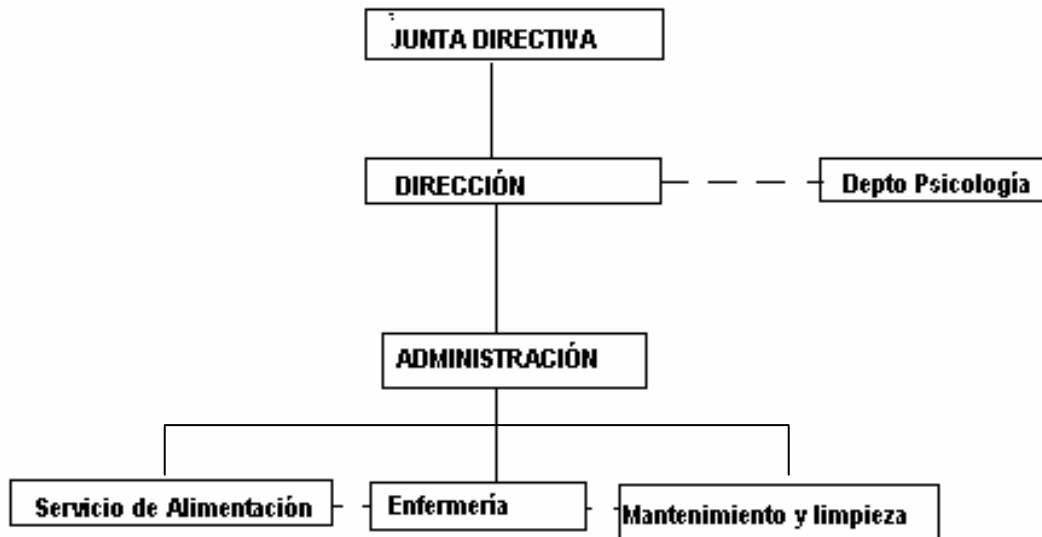 JUNTA DIRECTIVA
DIRECCIÓN
Depto Psicología
ADMINISTRACIÓN
Servicio de Alimentación
Enfermería
Mantenimiento y limpieza